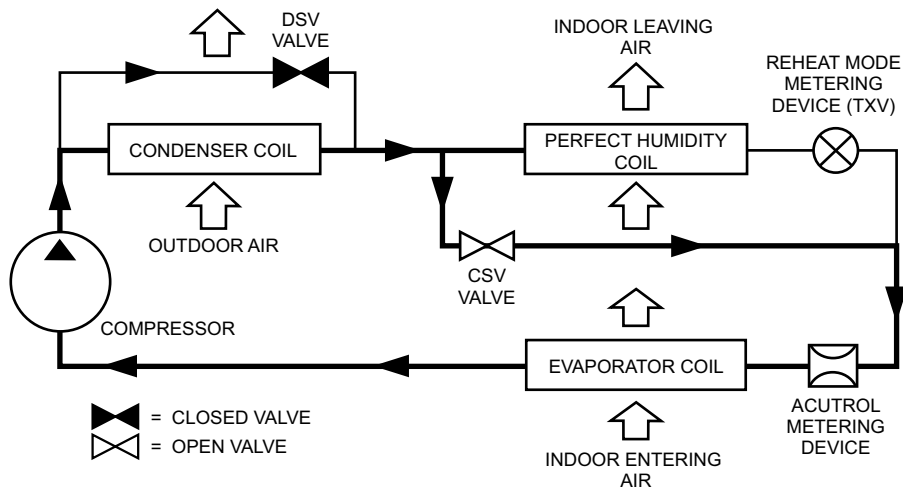 DSV
VALVE
INDOOR LEAVING
AIR
REHEAT MODE
METERING
DEVICE (TXV)
CONDENSER COIL
PERFECT HUMIDITY
COIL
OUTDOOR AIR
CSV
VALVE
COMPRESSOR
EVAPORATOR COIL
= CLOSED VALVE
= OPEN VALVE
INDOOR ENTERING
AIR
ACUTROL
METERING
DEVICE